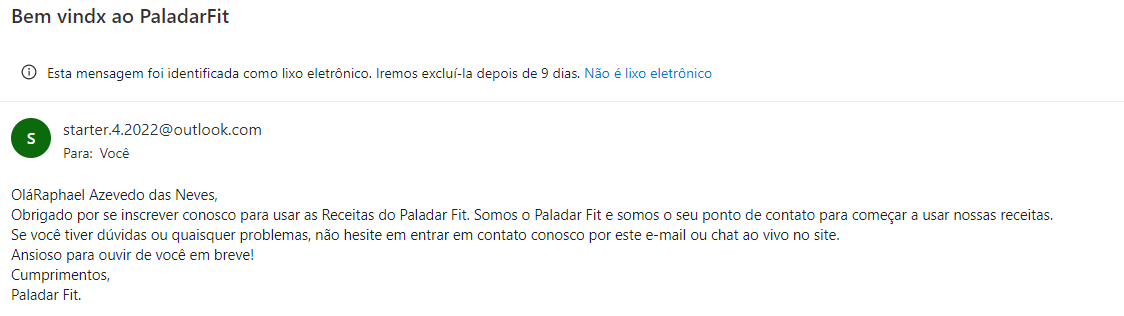 Bem vindx ao PaladarFit
Esta mensagem foi identificada como lixo eletrônico. Iremos excluí-la depois de 9 dias. Não é lixo eletrônico
S
starter.4.2022@outlook.com
Para: Você
OláRaphael Azevedo das Neves,
Obrigado por se inscrever conosco para usar as Receitas do Paladar Fit. Somos o Paladar Fit e somos o seu ponto de contato para começar a usar nossas receitas.
Se você tiver dúvidas ou quaisquer problemas, não hesite em entrar em contato conosco por este e-mail ou chat ao vivo no site.
Ansioso para ouvir de você em breve!
Cumprimentos,
Paladar Fit.